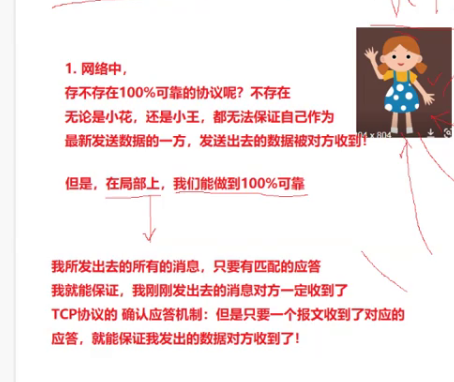 1. 网络中，
存不存在100%可靠的协议呢？不存在
无论是小花，还是小王，都无法保证自己作为
最新发送数据的一方，发送出去的数据被对方收到！
但是，在局部上，我们能做到100%可靠
我所发出去的所有的消息，只要有匹配的应答
我就能保证，我刚刚发出去的消息对方一定收到了
TCP协议的 确认应答机制：但是只要一个报文收到了对应的
应答，就能保证我发出的数据对方收到了！